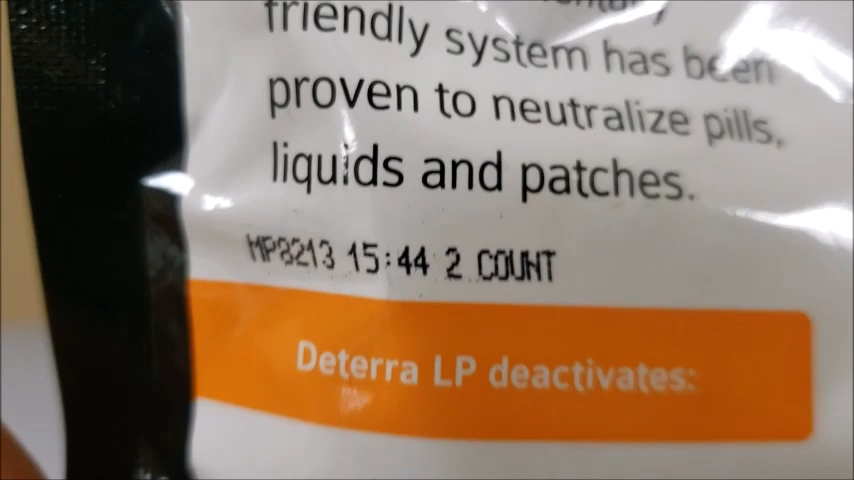 friendly system has been
proven to neutralize pills,
liquids and patches.
MP8213 15:44 2 COUNT
Deterra LP deactivates: